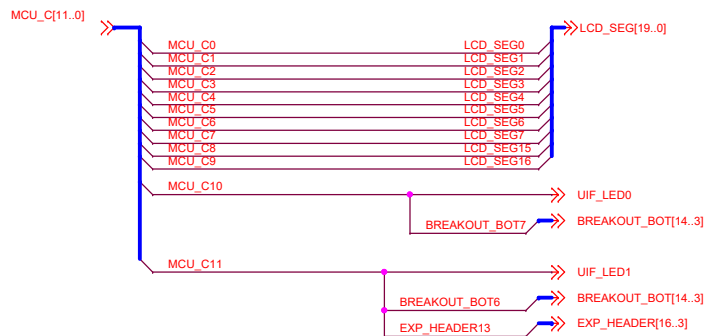 MCU_C[11..0]
LCD_SEG[19..0]
MCU_C0 LCD_SEG0
MCU_C1 LCD_SEG1
MCU_C2 LCD_SEG2
MCU_C3 LCD_SEG3
MCU_C4 LCD_SEG4
MCU_C5 LCD_SEG5
MCU_C6 LCD_SEG6
MCU_C7 LCD_SEG7
MCU_C8 LCD_SEG15
MCU_C9 LCD_SEG16
MCU_C10 UIF_LED0
BREAKOUT_BOT7 BREAKOUT_BOT[14..3]
MCU_C11 UIF_LED1
BREAKOUT_BOT6 BREAKOUT_BOT[14..3]
EXP_HEADER13 EXP_HEADER[16..3]